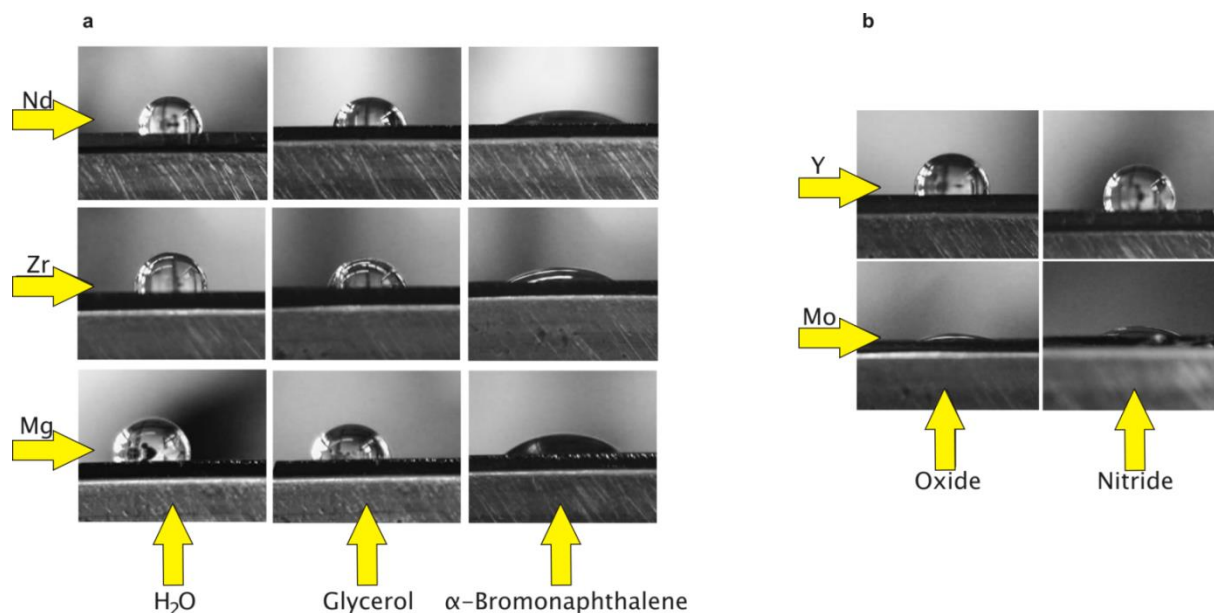 a
b
Nd
Zr
Mg
H₂O
Glycerol
α-Bromonaphthalene
Y
Mo
Oxide
Nitride